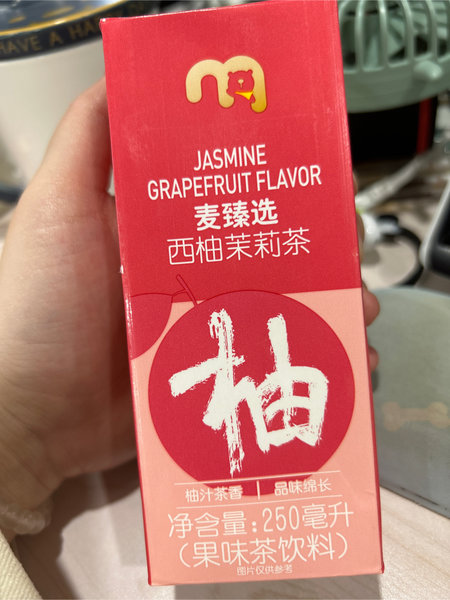 HAVE A HA
JASMINE
GRAPEFRUIT FLAVOR
麦臻选
西柚茉莉茶
柚
柚汁茶香 | 品味绵长
净含量:250毫升
(果味茶饮料)
图片仅供参考